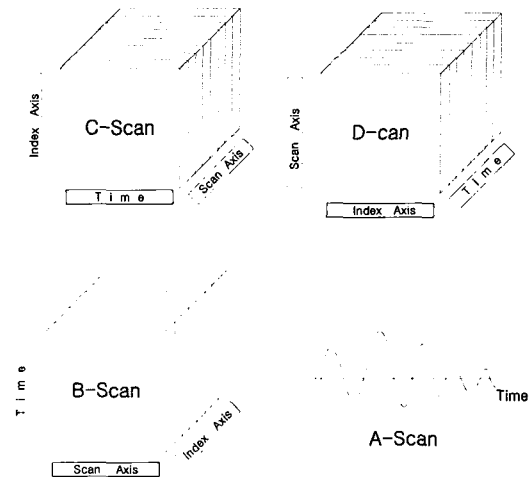 Index Axis
C-Scan
Scan Axis
Time
Scan Axis
D-can
Time
Index Axis
Time
B-Scan
Index Axis
Scan Axis
Time
A-Scan